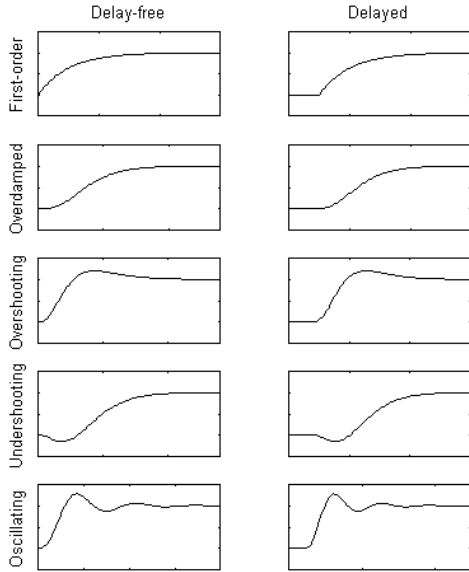 Delay-free
Delayed
First-order
Overdamped
Overshooting
Undershooting
Oscillating